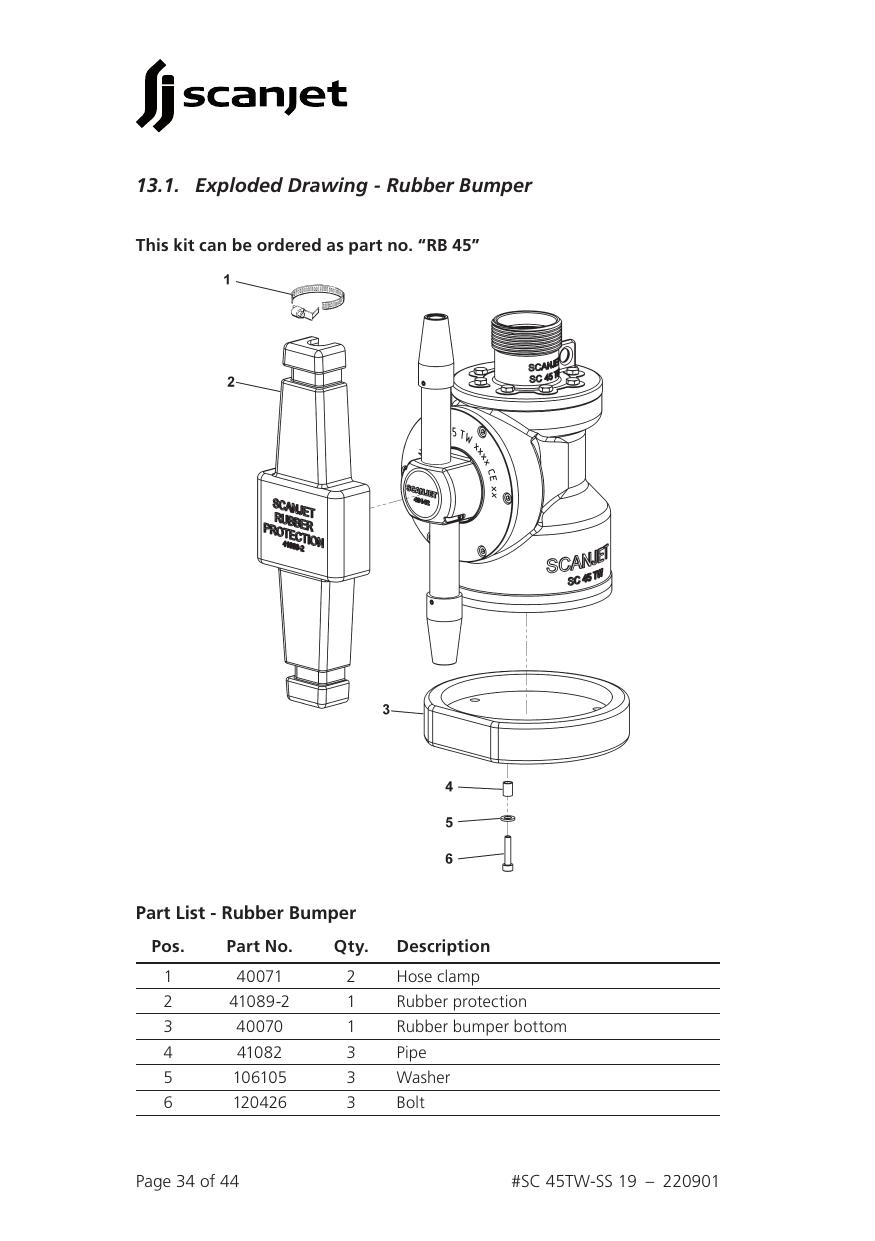 scanjet
13.1. Exploded Drawing - Rubber Bumper
This kit can be ordered as part no. “RB 45”
1
2
SCANJET
RUBBER
PROTECTION
41089-2
SCANJET
SC 45 TW
5 TW xxxx CE xx
SCANJET
SCANJET
SC 45 TW
3
4
5
6
Part List - Rubber Bumper
Pos. Part No. Qty. Description
1 40071 2 Hose clamp
2 41089-2 1 Rubber protection
3 40070 1 Rubber bumper bottom
4 41082 3 Pipe
5 106105 3 Washer
6 120426 3 Bolt
Page 34 of 44 #SC 45TW-SS 19 – 220901